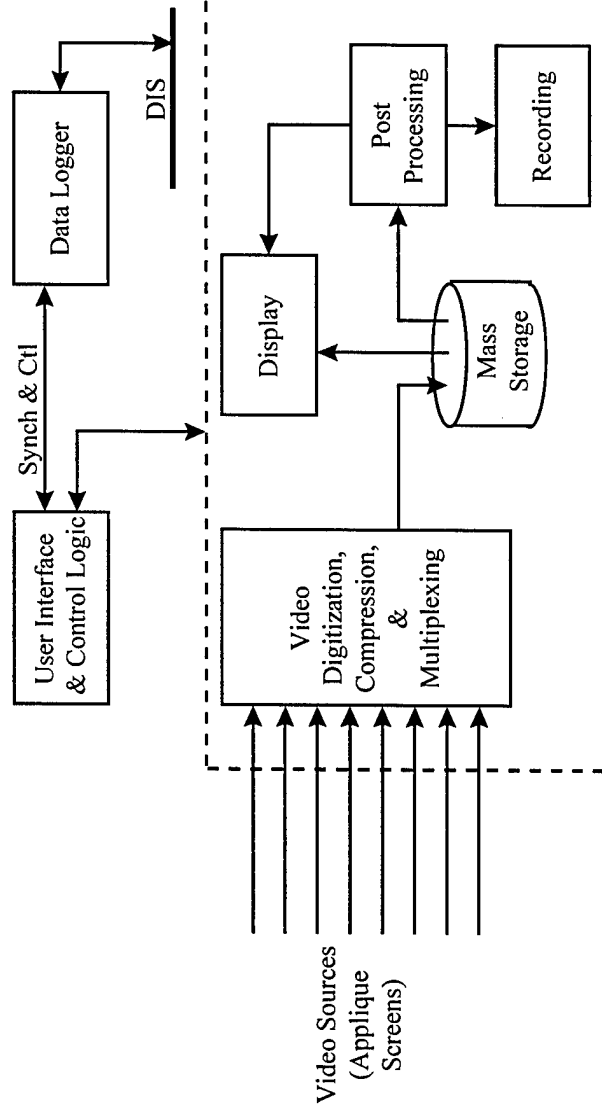 User Interface
& Control Logic
Synch & Ctl
Data Logger
DIS
Video Sources
(Applique
Screens)
Video
Digitization,
Compression,
&
Multiplexing
Display
Mass
Storage
Post
Processing
Recording